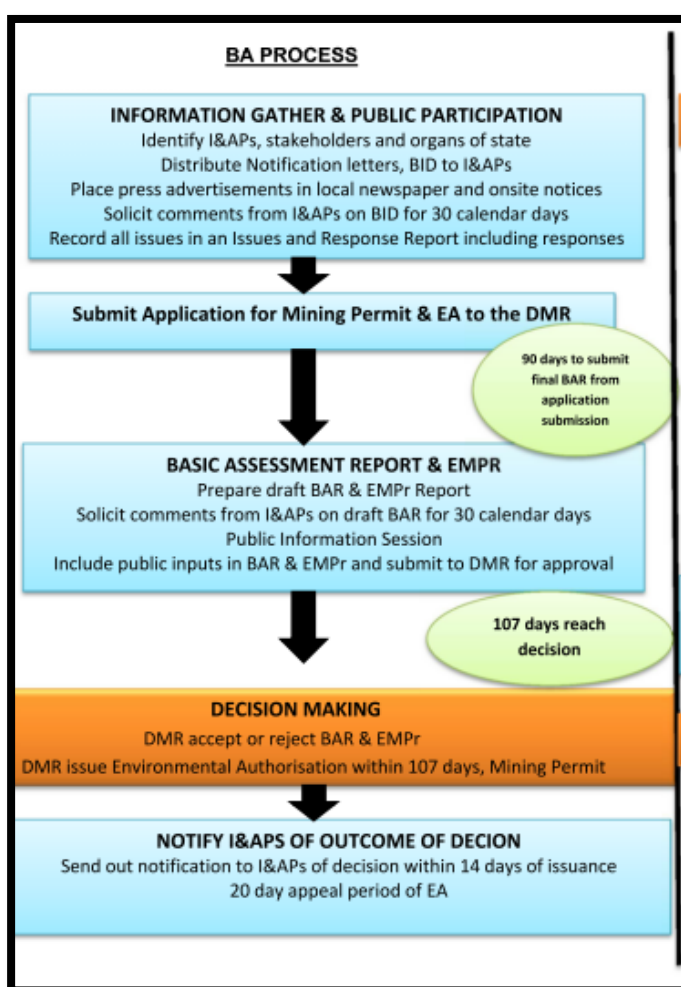 BA PROCESS
INFORMATION GATHER & PUBLIC PARTICIPATION
Identify I&APs, stakeholders and organs of state
Distribute Notification letters, BID to I&APs
Place press advertisements in local newspaper and onsite notices
Solicit comments from I&APs on BID for 30 calendar days
Record all issues in an Issues and Response Report including responses
Submit Application for Mining Permit & EA to the DMR
90 days to submit
final BAR from
application
submission
BASIC ASSESSMENT REPORT & EMPR
Prepare draft BAR & EMPr Report
Solicit comments from I&APs on draft BAR for 30 calendar days
Public Information Session
Include public inputs in BAR & EMPr and submit to DMR for approval
107 days reach
decision
DECISION MAKING
DMR accept or reject BAR & EMPr
DMR issue Environmental Authorisation within 107 days, Mining Permit
NOTIFY I&APS OF OUTCOME OF DECION
Send out notification to I&APs of decision within 14 days of issuance
20 day appeal period of EA